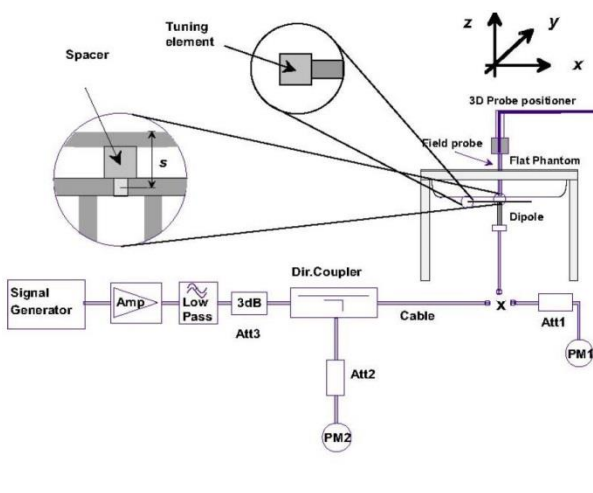 Tuning
element
Spacer
s
z
y
x
3D Probe positioner
Field probe
Flat Phantom
Dipole
Dir.Coupler
Signal
Generator
Amp
Low
Pass
3dB
Att3
Cable
x
Att1
PM1
Att2
PM2